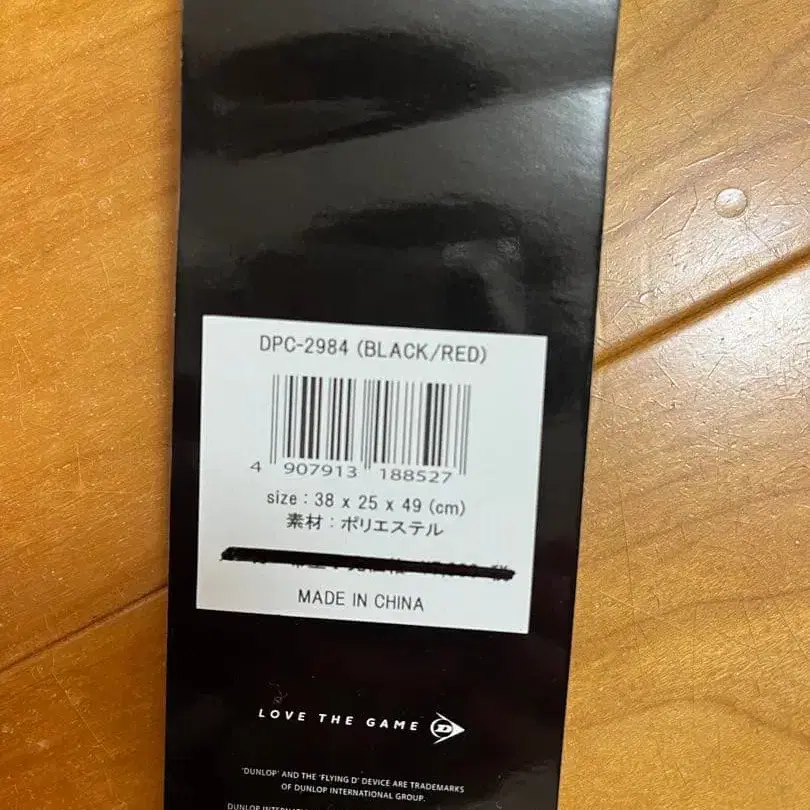 DPC-2984 (BLACK/RED)
4 907913 188527
size : 38 x 25 x 49 (cm)
素材 : ポリエステル
MADE IN CHINA
LOVE THE GAME
'DUNLOP' AND THE 'FLYING D' DEVICE ARE TRADEMARKS
OF DUNLOP INTERNATIONAL GROUP.